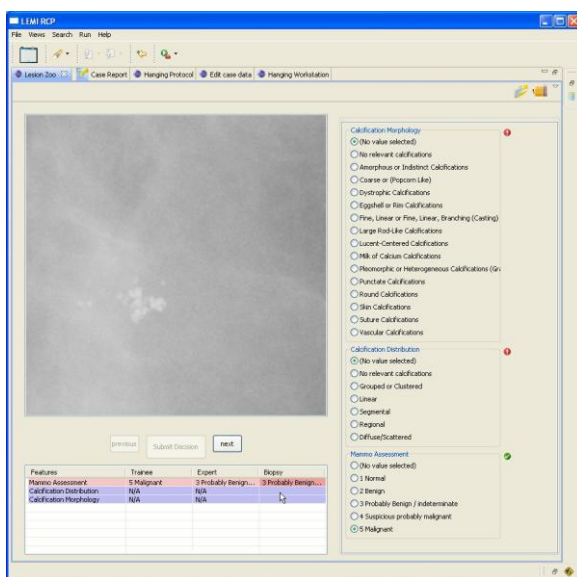 LEMI RCP
File Views Search Run Help
Lesion Zoo Case Report Hanging Protocol Edit case data Hanging Workstation
Calcification Morphology
(No value selected)
No relevant calcifications
Amorphous or Indistinct Calcifications
Coarse or (Popcorn Like)
Dystrophic Calcifications
Eggshell or Rim Calcifications
Fine, Linear or Fine, Linear, Branching (Casting)
Large Rod-Like Calcifications
Lucent-Centered Calcifications
Milk of Calcium Calcifications
Pleomorphic or Heterogeneous Calcifications (Gra
Punctate Calcifications
Round Calcifications
Skin Calcifications
Suture Calcifications
Vascular Calcifications
Calcification Distribution
(No value selected)
No relevant calcifications
Grouped or Clustered
Linear
Segmental
Regional
Diffuse/Scattered
previous Submit Decision next
Features Trainee Expert Biopsy
Mammo Assessment 5 Malignant 3 Probably Benign... 3 Probably Benign...
Calcification Distribution N/A N/A
Calcification Morphology N/A N/A
Mammo Assessment
(No value selected)
1 Normal
2 Benign
3 Probably Benign / indeterminate
4 Suspicious probably malignant
5 Malignant